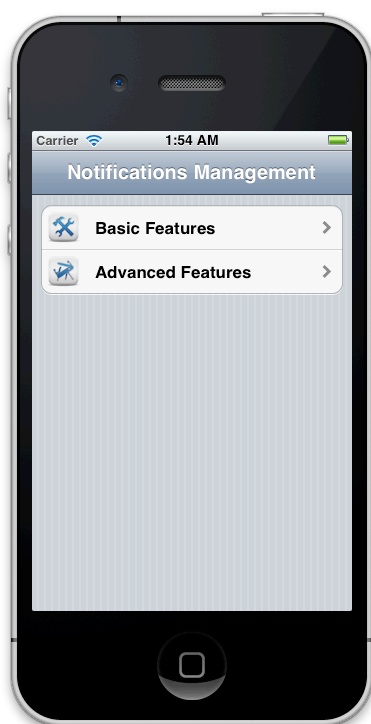 Carrier 1:54 AM
Notifications Management
Basic Features
Advanced Features